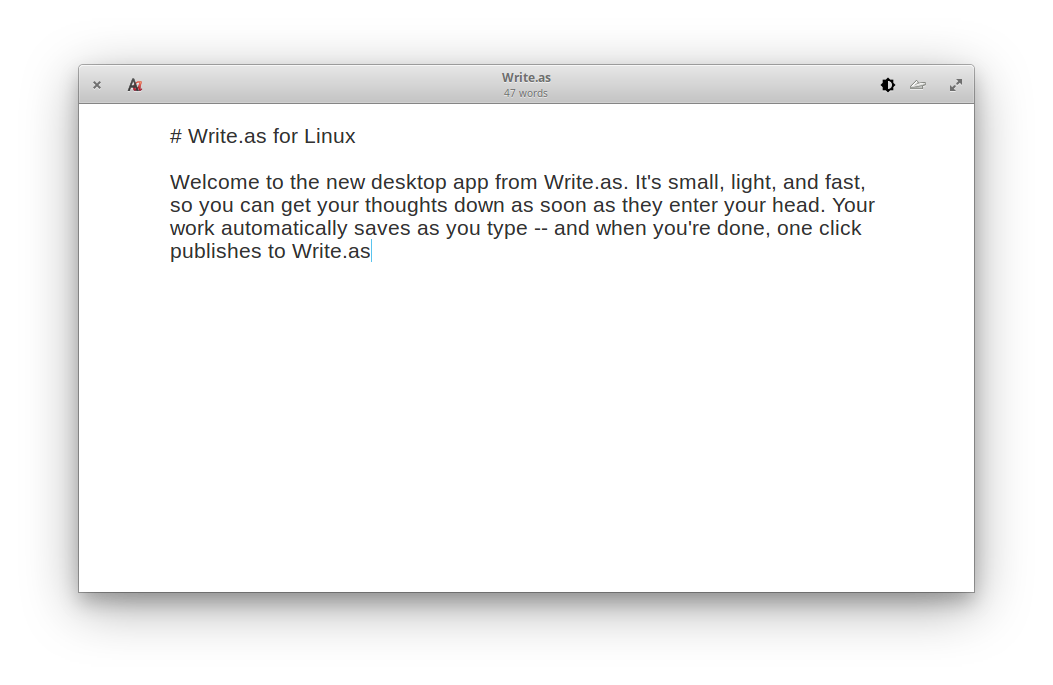 Write.as
47 words
# Write.as for Linux
Welcome to the new desktop app from Write.as. It's small, light, and fast,
so you can get your thoughts down as soon as they enter your head. Your
work automatically saves as you type -- and when you're done, one click
publishes to Write.as